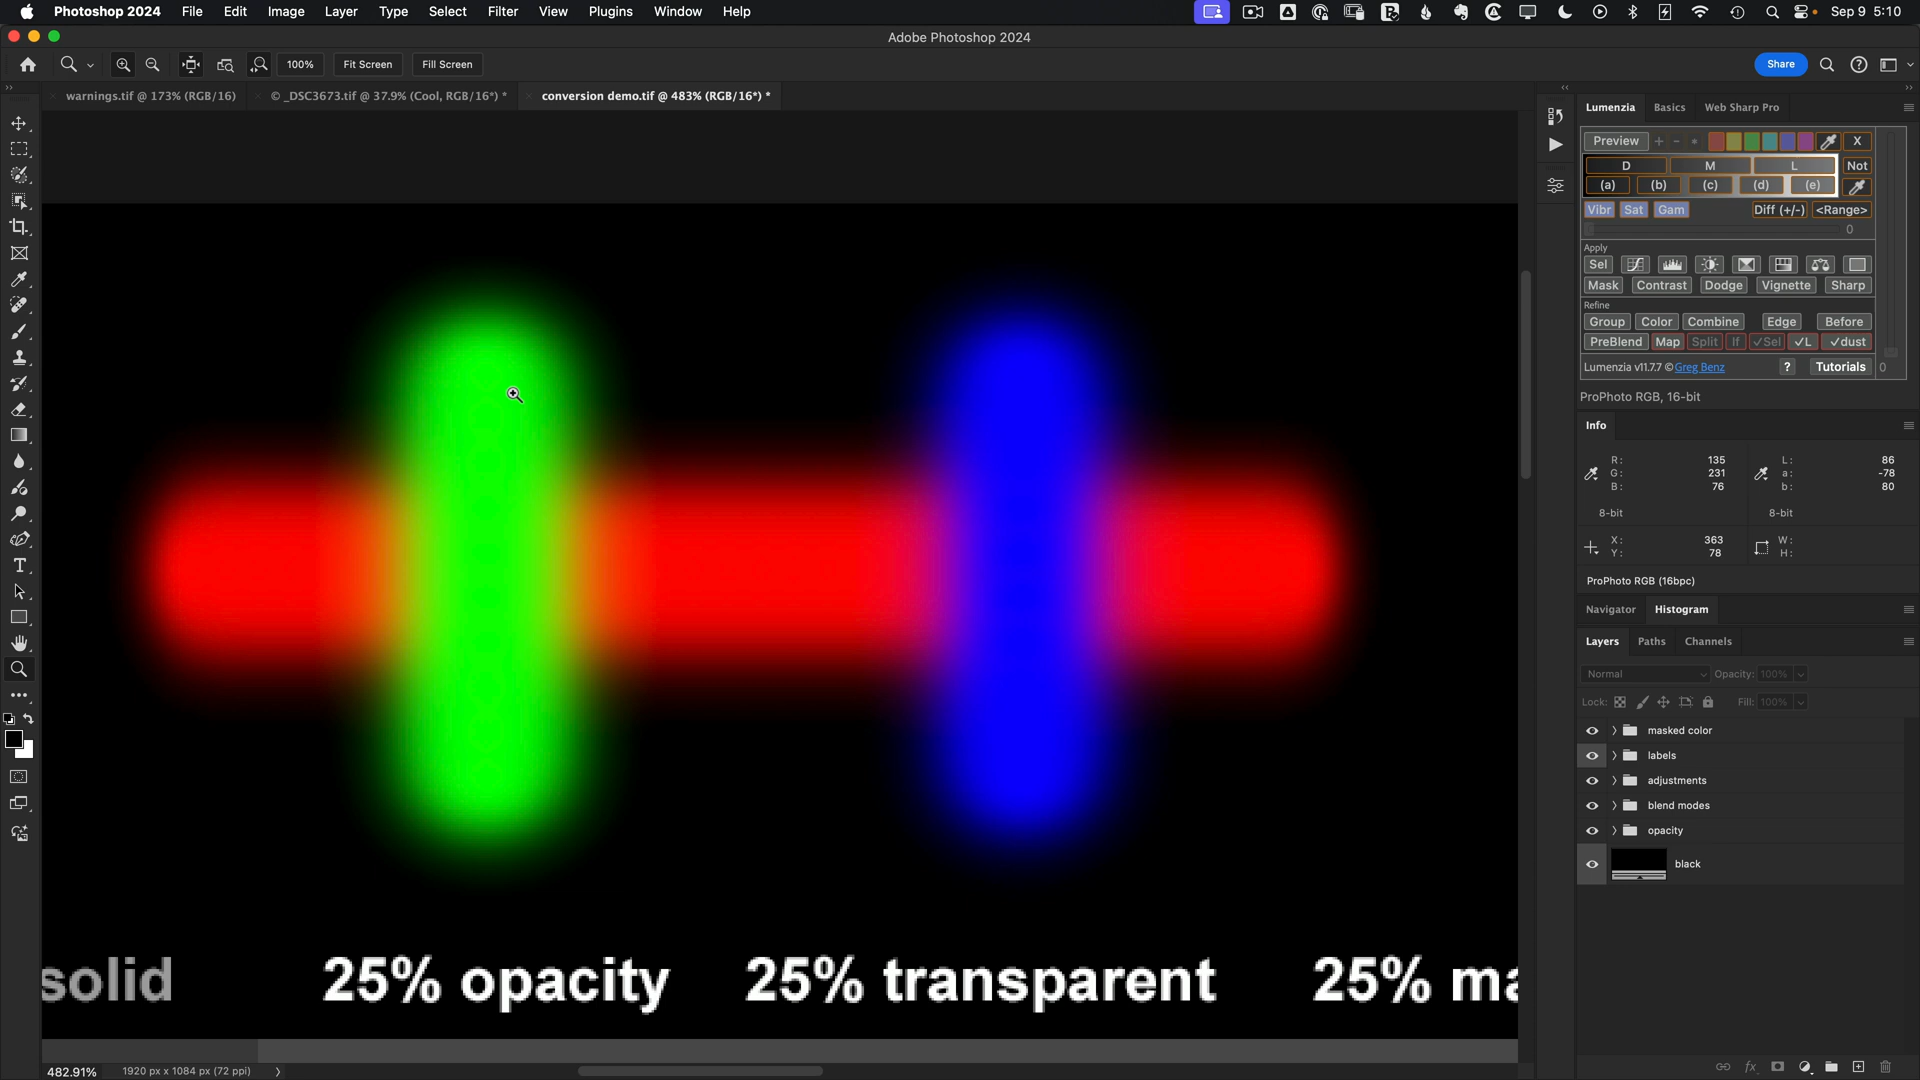 Photoshop 2024 File Edit Image Layer Type Select Filter View Plugins Window Help Sep 9 5:10
Adobe Photoshop 2024
100% Fit Screen Fill Screen Share
warnings.tif @ 173% (RGB/16) © _DSC3673.tif @ 37.9% (Cool, RGB/16*) * conversion demo.tif @ 483% (RGB/16*) *
Lumenzia Basics Web Sharp Pro
Preview + - * X
D M L Not
(a) (b) (c) (d) (e)
Vibr Sat Gam Diff (+/-) <Range>
0
Apply
Sel
Mask Contrast Dodge Vignette Sharp
Refine
Group Color Combine Edge Before
PreBlend Map Split If ✓Sel ✓L ✓dust
Lumenzia v11.7.7 © Greg Benz ? Tutorials 0
ProPhoto RGB, 16-bit
Info
R: 135 L: 86
G: 231 a: -78
B: 76 b: 80
8-bit 8-bit
X: 363 W:
Y: 78 H:
ProPhoto RGB (16bpc)
Navigator Histogram
Layers Paths Channels
Normal Opacity: 100%
Lock: Fill: 100%
masked color
labels
adjustments
blend modes
opacity
black
solid 25% opacity 25% transparent 25% ma
482.91% 1920 px x 1084 px (72 ppi)